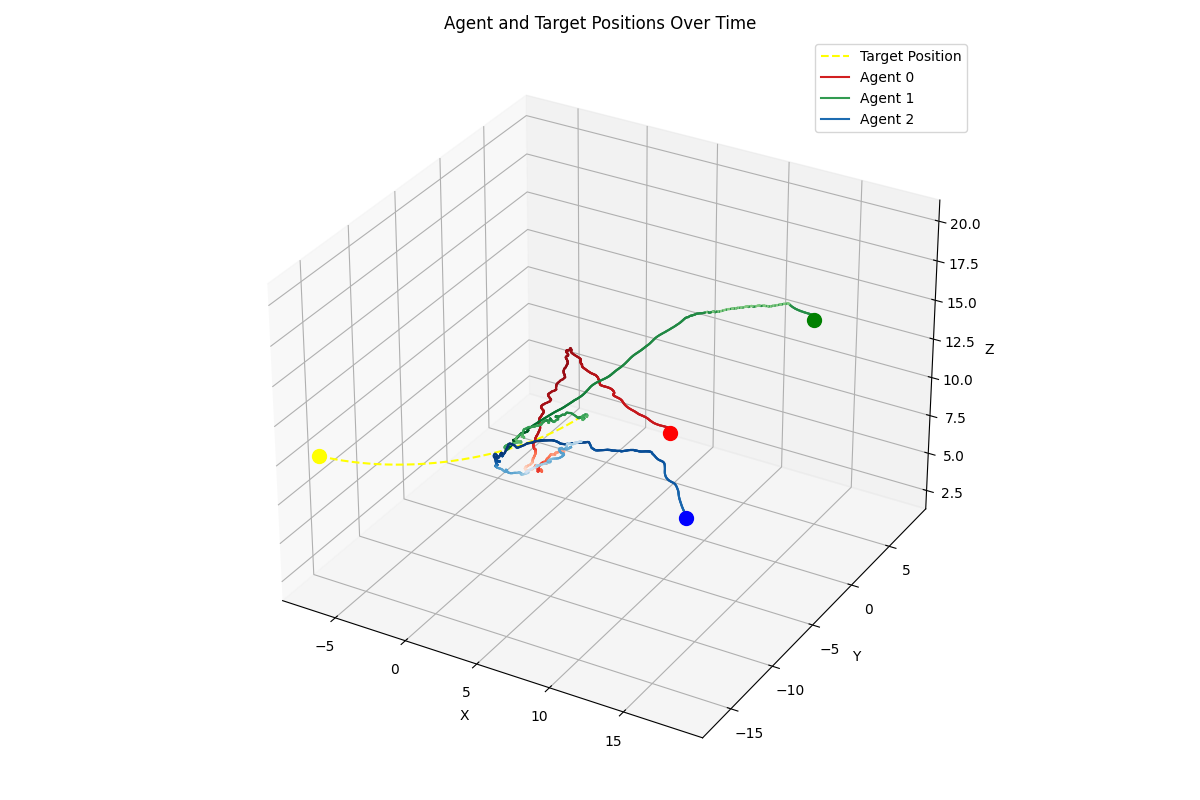 Agent and Target Positions Over Time
Target Position
Agent 0
Agent 1
Agent 2
20.0
17.5
15.0
Z
12.5
10.0
7.5
5.0
2.5
5
0
−5
Y
−10
−15
−5
0
5
X
10
15